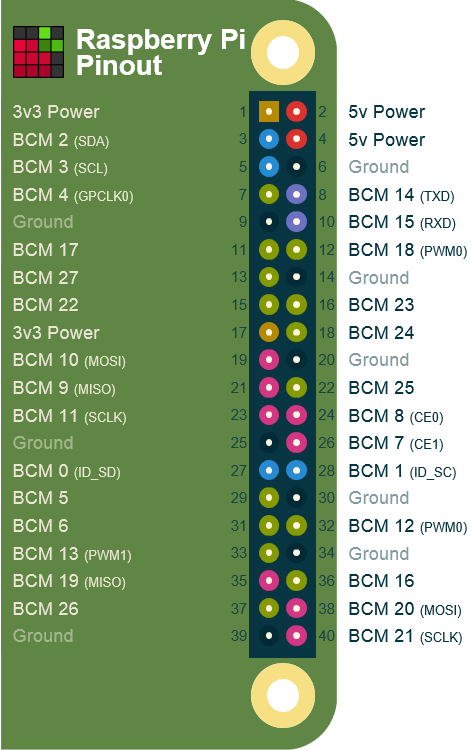 Raspberry Pi
Pinout
3v3 Power 1 2 5v Power
BCM 2 (SDA) 3 4 5v Power
BCM 3 (SCL) 5 6 Ground
BCM 4 (GPCLK0) 7 8 BCM 14 (TXD)
Ground 9 10 BCM 15 (RXD)
BCM 17 11 12 BCM 18 (PWM0)
BCM 27 13 14 Ground
BCM 22 15 16 BCM 23
3v3 Power 17 18 BCM 24
BCM 10 (MOSI) 19 20 Ground
BCM 9 (MISO) 21 22 BCM 25
BCM 11 (SCLK) 23 24 BCM 8 (CE0)
Ground 25 26 BCM 7 (CE1)
BCM 0 (ID_SD) 27 28 BCM 1 (ID_SC)
BCM 5 29 30 Ground
BCM 6 31 32 BCM 12 (PWM0)
BCM 13 (PWM1) 33 34 Ground
BCM 19 (MISO) 35 36 BCM 16
BCM 26 37 38 BCM 20 (MOSI)
Ground 39 40 BCM 21 (SCLK)